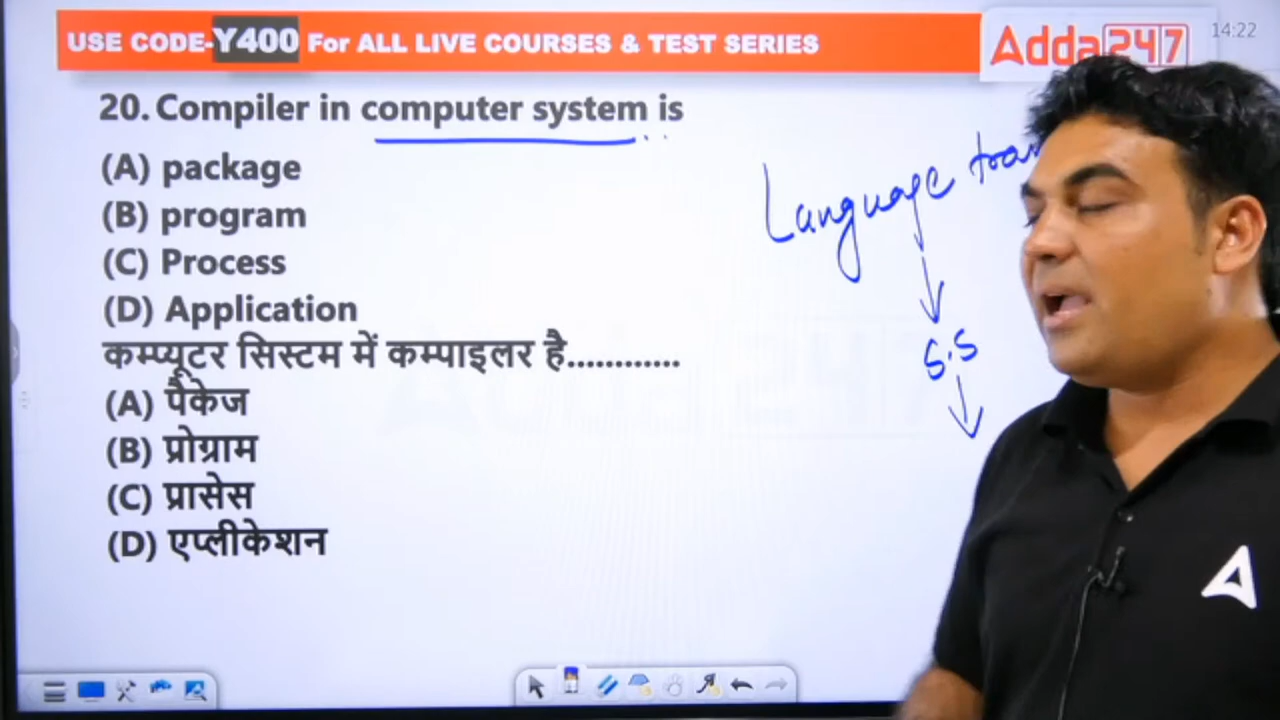 USE CODE-Y400 For ALL LIVE COURSES & TEST SERIES
Adda247
14:22
20. Compiler in computer system is
(A) package
(B) program
(C) Process
(D) Application
कम्प्यूटर सिस्टम में कम्पाइलर है............
(A) पैकेज
(B) प्रोग्राम
(C) प्रासेस
(D) एप्लीकेशन
Language
S.S